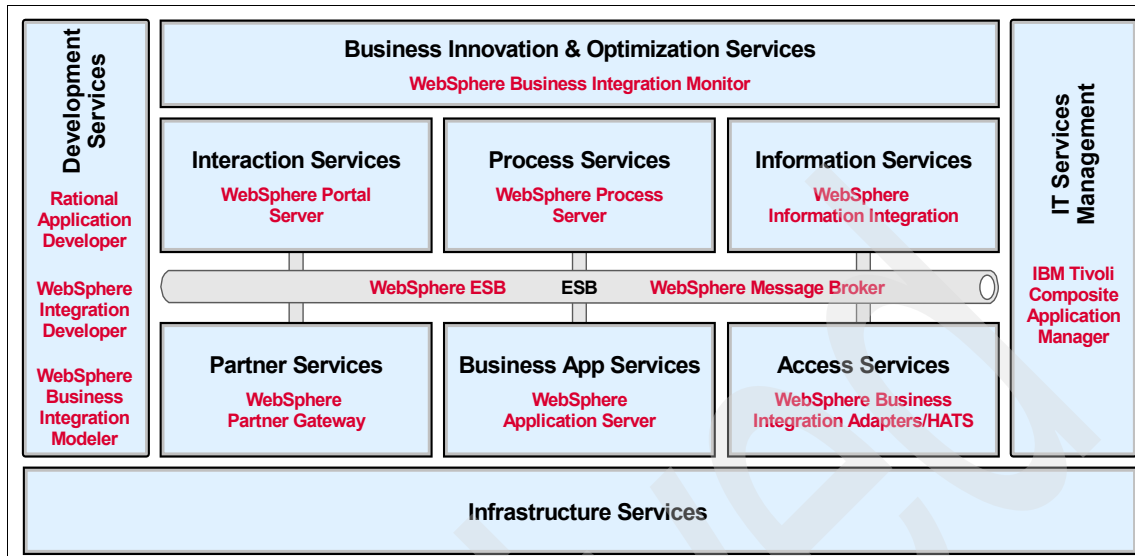 Development
Services
Rational
Application
Developer
WebSphere
Integration
Developer
WebSphere
Business
Integration
Modeler
Business Innovation & Optimization Services
WebSphere Business Integration Monitor
Interaction Services
WebSphere Portal
Server
Process Services
WebSphere Process
Server
Information Services
WebSphere
Information Integration
WebSphere ESB ESB WebSphere Message Broker
Partner Services
WebSphere
Partner Gateway
Business App Services
WebSphere
Application Server
Access Services
WebSphere Business
Integration Adapters/HATS
IT Services
Management
IBM Tivoli
Composite
Application
Manager
Infrastructure Services